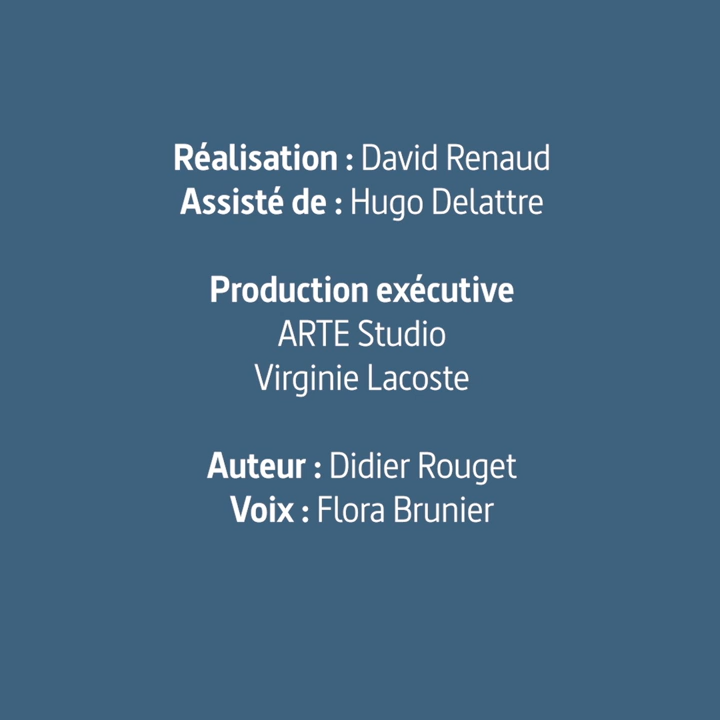 Réalisation : David Renaud
Assisté de : Hugo Delattre
Production exécutive
ARTE Studio
Virginie Lacoste
Auteur : Didier Rouget
Voix : Flora Brunier